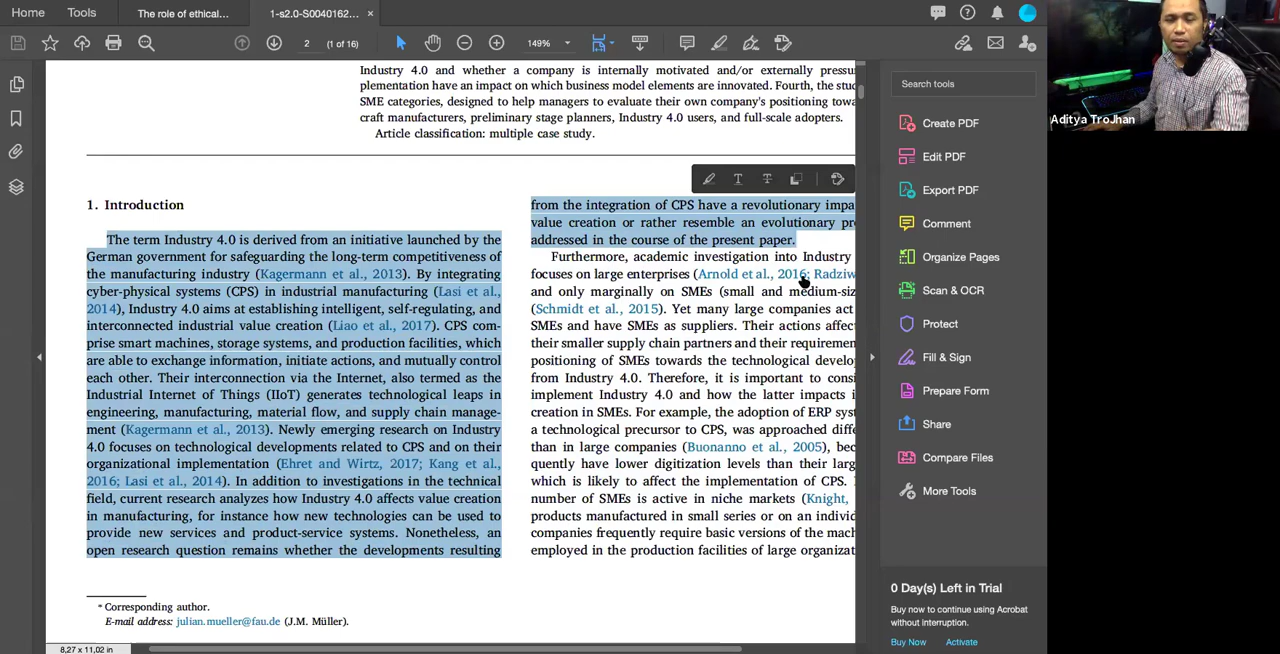 Home
Tools
The role of ethical...
1-s2.0-S0040162...
×
2
(1 of 16)
149%
Industry 4.0 and whether a company is internally motivated and/or externally pressur
plementation have an impact on which business model elements are innovated. Fourth, the stud
SME categories, designed to help managers to evaluate their own company's positioning towa
craft manufacturers, preliminary stage planners, Industry 4.0 users, and full-scale adopters.
Article classification: multiple case study.
1. Introduction
The term Industry 4.0 is derived from an initiative launched by the
German government for safeguarding the long-term competitiveness of
the manufacturing industry (Kagermann et al., 2013). By integrating
cyber-physical systems (CPS) in industrial manufacturing (Lasi et al.,
2014), Industry 4.0 aims at establishing intelligent, self-regulating, and
interconnected industrial value creation (Liao et al., 2017). CPS com-
prise smart machines, storage systems, and production facilities, which
are able to exchange information, initiate actions, and mutually control
each other. Their interconnection via the Internet, also termed as the
Industrial Internet of Things (IIoT) generates technological leaps in
engineering, manufacturing, material flow, and supply chain manage-
ment (Kagermann et al., 2013). Newly emerging research on Industry
4.0 focuses on technological developments related to CPS and on their
organizational implementation (Ehret and Wirtz, 2017; Kang et al.,
2016; Lasi et al., 2014). In addition to investigations in the technical
field, current research analyzes how Industry 4.0 affects value creation
in manufacturing, for instance how new technologies can be used to
provide new services and product-service systems. Nonetheless, an
open research question remains whether the developments resulting
from the integration of CPS have a revolutionary impa
value creation or rather resemble an evolutionary pr
addressed in the course of the present paper.
Furthermore, academic investigation into Industry
focuses on large enterprises (Arnold et al., 2016; Radziw
and only marginally on SMEs (small and medium-siz
(Schmidt et al., 2015). Yet many large companies act
SMEs and have SMEs as suppliers. Their actions affec
their smaller supply chain partners and their requiremen
positioning of SMEs towards the technological develo
from Industry 4.0. Therefore, it is important to consi
implement Industry 4.0 and how the latter impacts i
creation in SMEs. For example, the adoption of ERP syst
a technological precursor to CPS, was approached diffe
than in large companies (Buonanno et al., 2005), bec
quently have lower digitization levels than their larg
which is likely to affect the implementation of CPS.
number of SMEs is active in niche markets (Knight,
products manufactured in small series or on an individ
companies frequently require basic versions of the mach
employed in the production facilities of large organizat
* Corresponding author.
E-mail address: julian.mueller@fau.de (J.M. Müller).
8,27 x 11,02 in
Search tools
Create PDF
Edit PDF
Export PDF
Comment
Organize Pages
Scan & OCR
Protect
Fill & Sign
Prepare Form
Share
Compare Files
More Tools
0 Day(s) Left in Trial
Buy now to continue using Acrobat
without interruption.
Buy Now
Activate
Aditya TroJhan